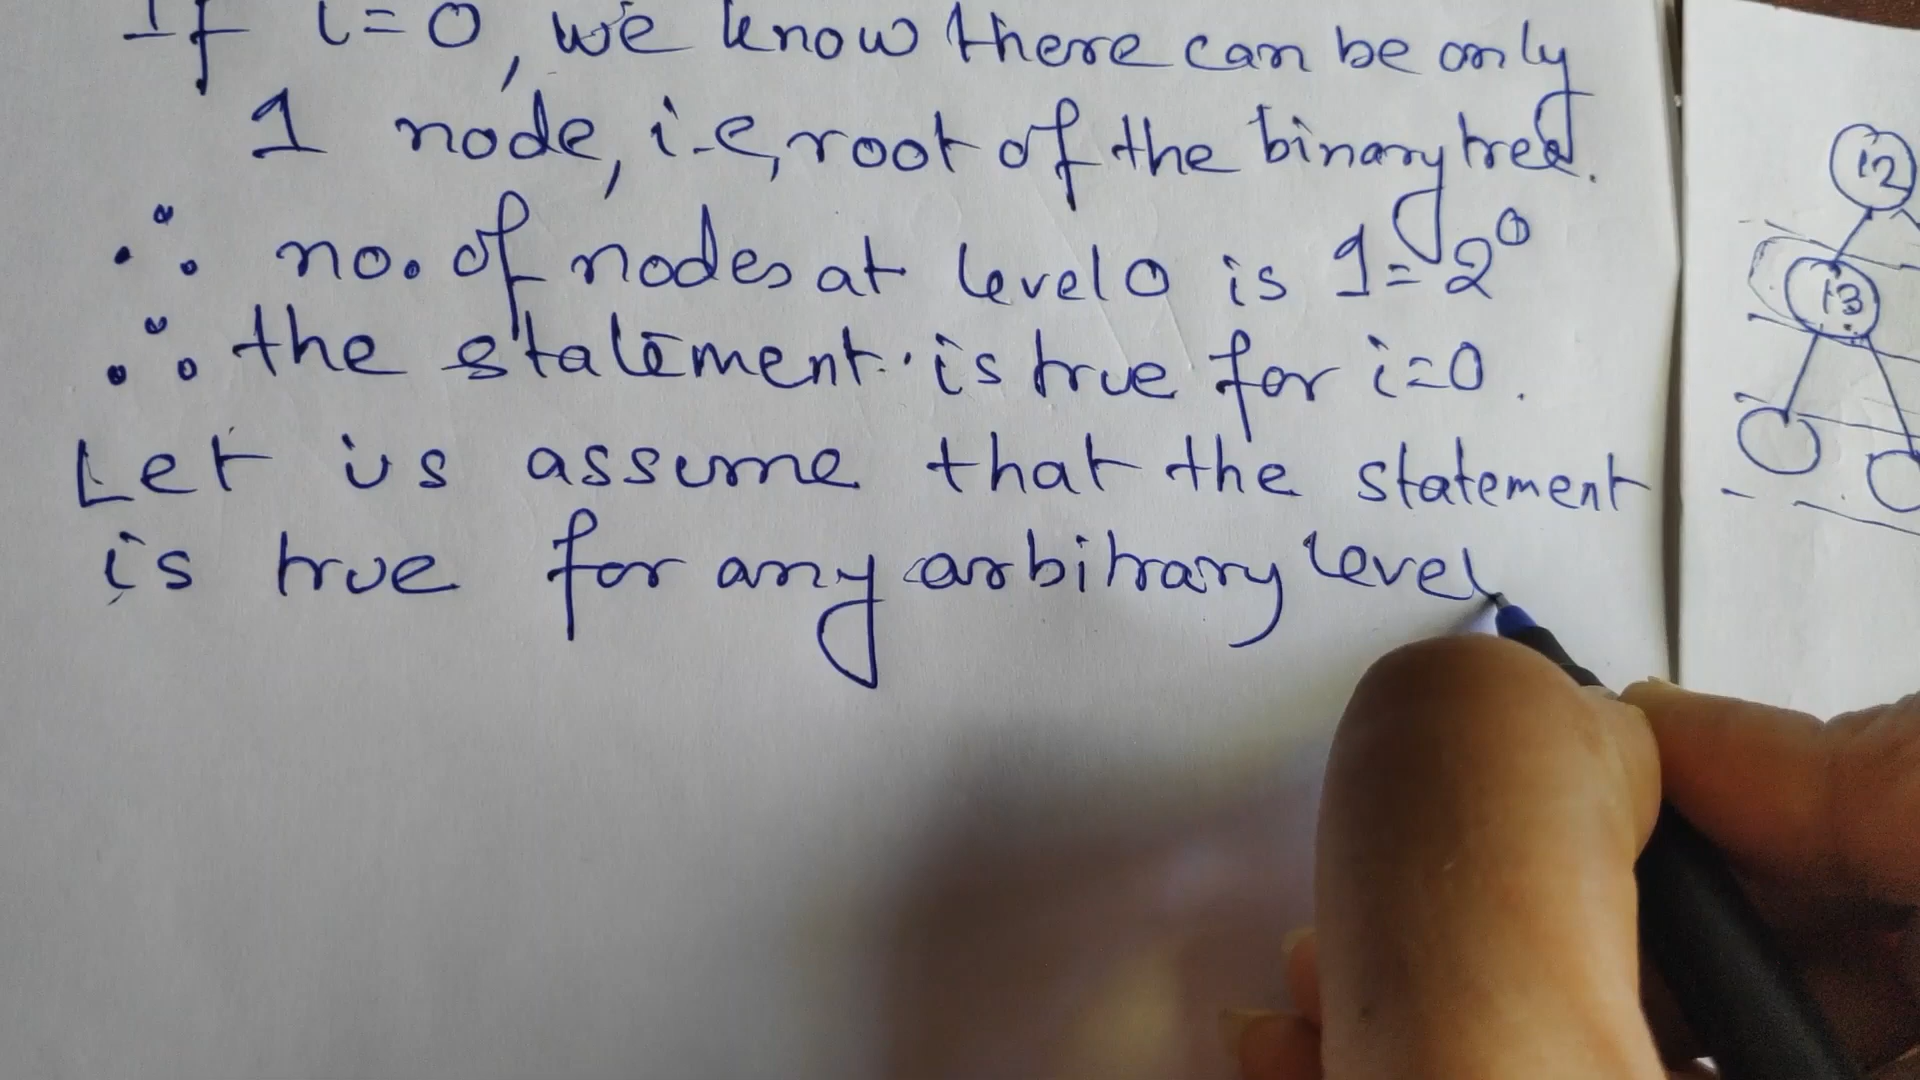 If i=0, we know there can be only
1 node, i.e, root of the binary tree.
∴ no. of nodes at level 0 is 1=2⁰
∴ the statement is true for i=0.
Let us assume that the statement
is true for any arbitrary level
12
13